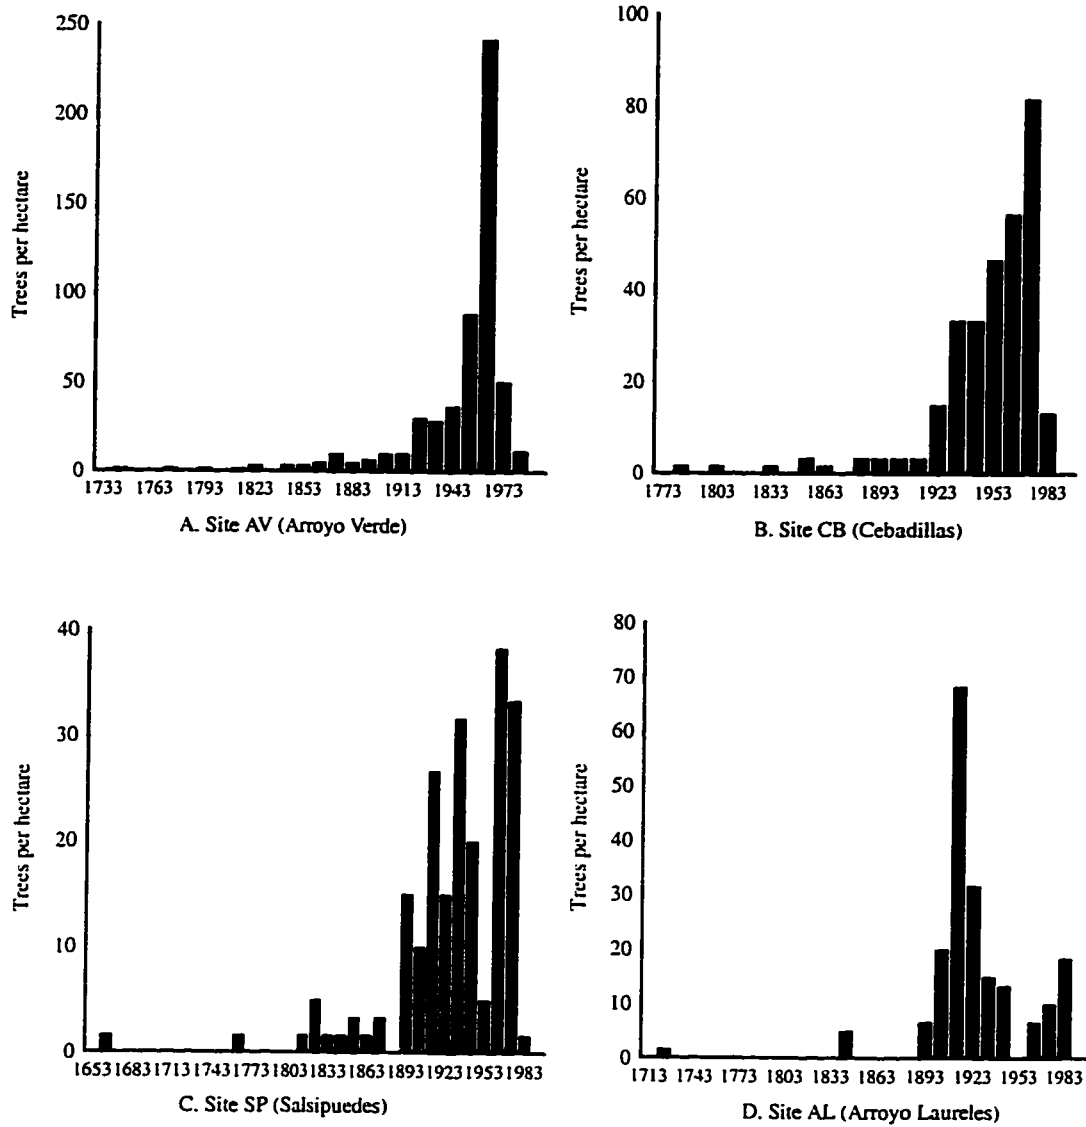 250
200
150
100
50
0
Trees per hectare
1733 1763 1793 1823 1853 1883 1913 1943 1973
A. Site AV (Arroyo Verde)
100
80
60
40
20
0
Trees per hectare
1773 1803 1833 1863 1893 1923 1953 1983
B. Site CB (Cebadillas)
40
30
20
10
0
Trees per hectare
1653 1683 1713 1743 1773 1803 1833 1863 1893 1923 1953 1983
C. Site SP (Salsipuedes)
80
70
60
50
40
30
20
10
0
Trees per hectare
1713 1743 1773 1803 1833 1863 1893 1923 1953 1983
D. Site AL (Arroyo Laureles)